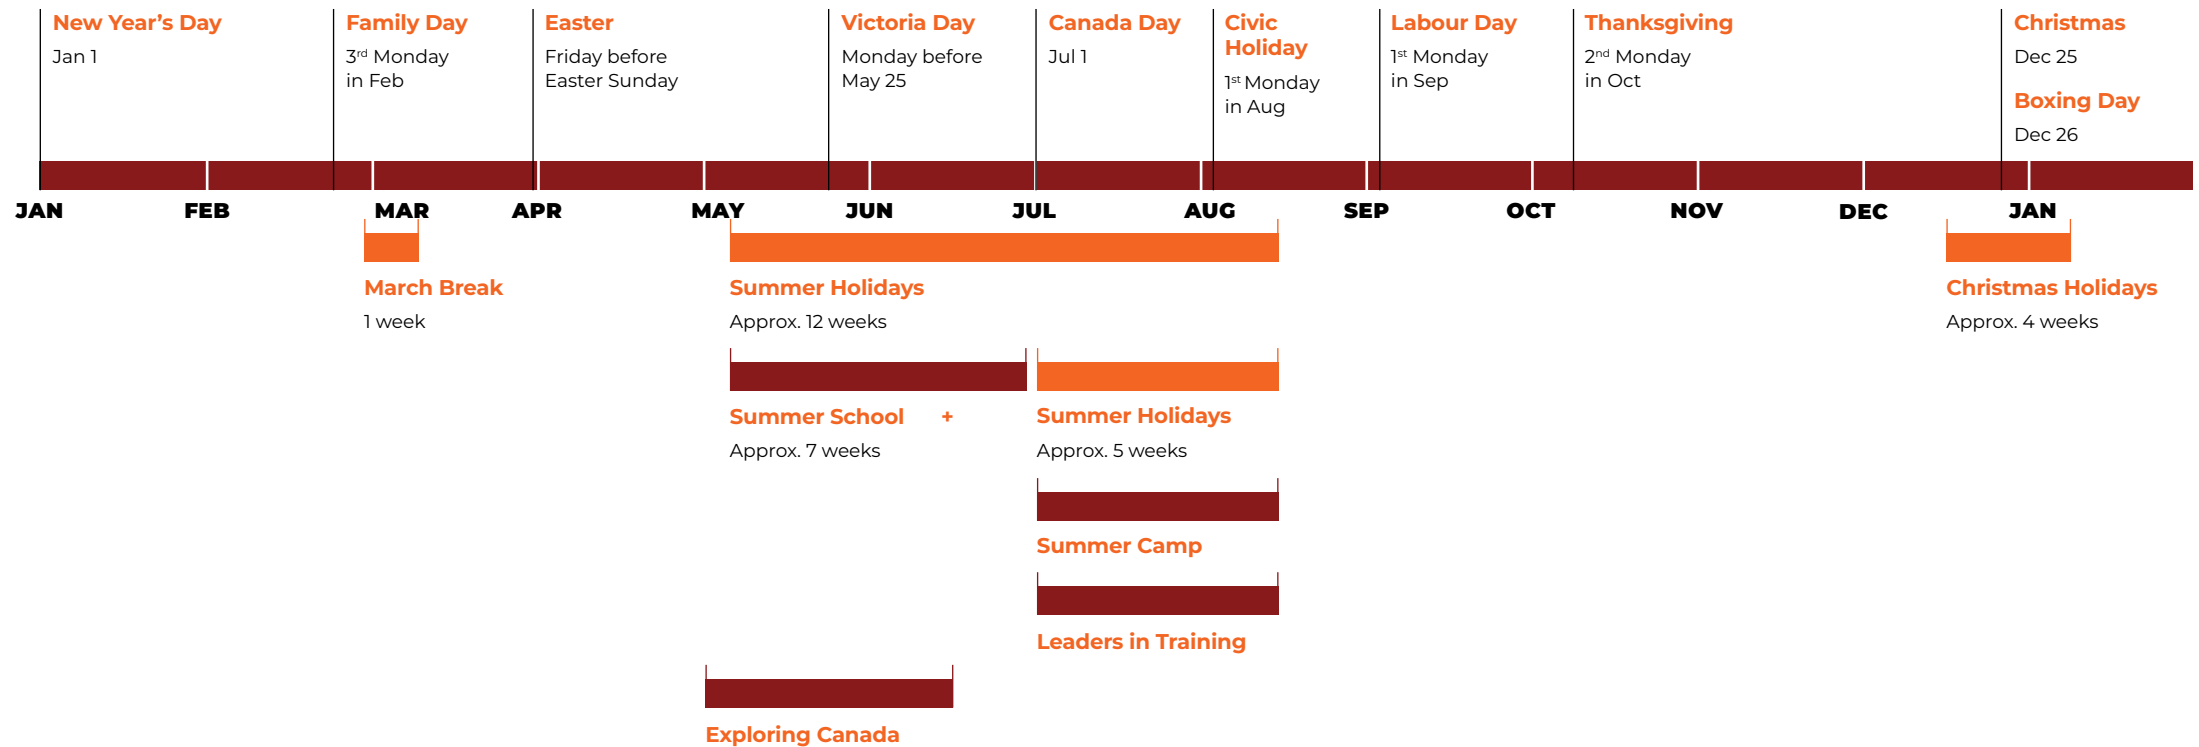 New Year’s Day
Jan 1
Family Day
3rd Monday
in Feb
Easter
Friday before
Easter Sunday
Victoria Day
Monday before
May 25
Canada Day
Jul 1
Civic
Holiday
1st Monday
in Aug
Labour Day
1st Monday
in Sep
Thanksgiving
2nd Monday
in Oct
Christmas
Dec 25
Boxing Day
Dec 26
JAN FEB MAR APR MAY JUN JUL AUG SEP OCT NOV DEC JAN
March Break
1 week
Summer Holidays
Approx. 12 weeks
Christmas Holidays
Approx. 4 weeks
Summer School +
Approx. 7 weeks
Summer Holidays
Approx. 5 weeks
Summer Camp
Leaders in Training
Exploring Canada